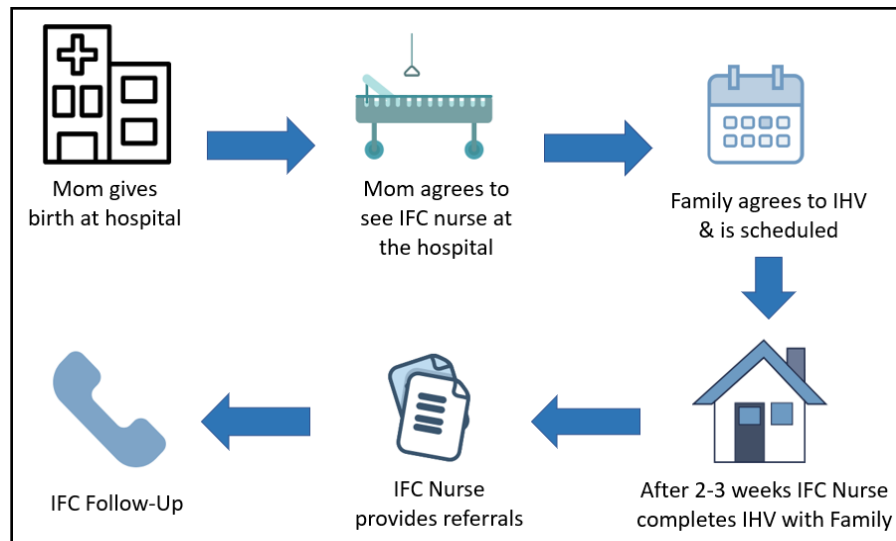 Mom gives
birth at hospital
Mom agrees to
see IFC nurse at
the hospital
Family agrees to IHV
& is scheduled
After 2-3 weeks IFC Nurse
completes IHV with Family
IFC Nurse
provides referrals
IFC Follow-Up